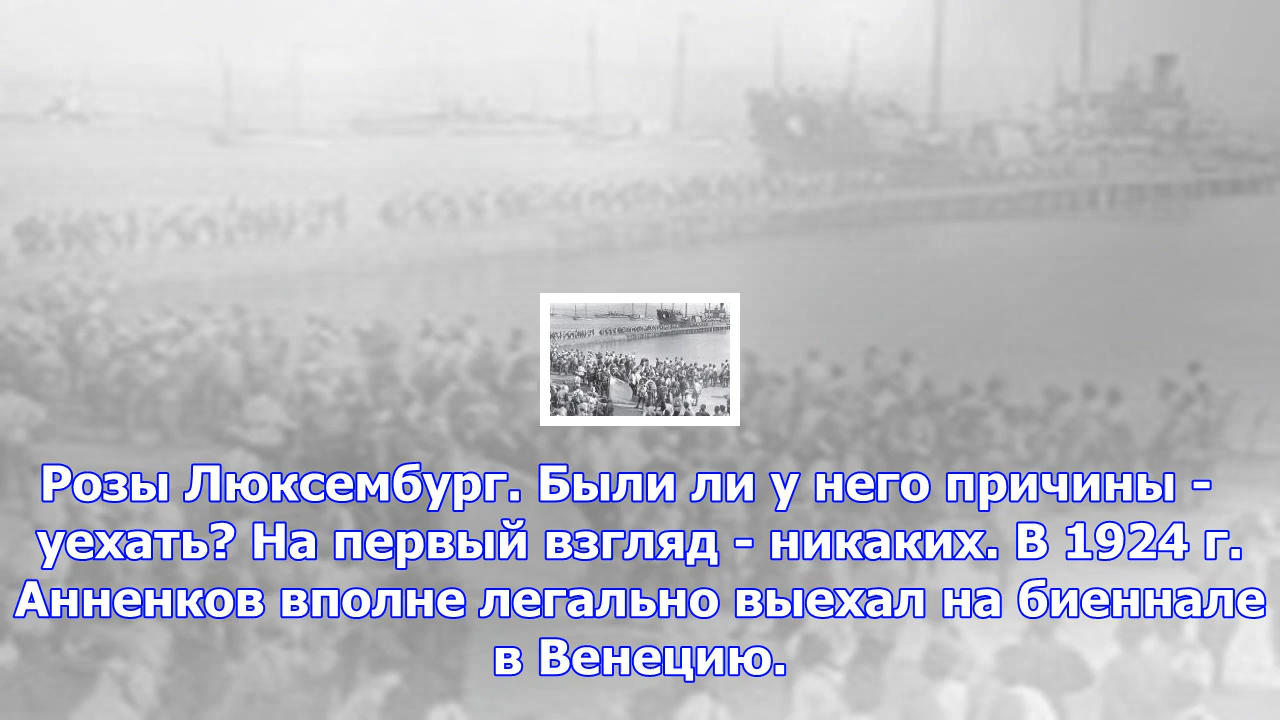 Розы Люксембург. Были ли у него причины -
уехать? На первый взгляд - никаких. В 1924 г.
Анненков вполне легально выехал на биеннале
в Венецию.